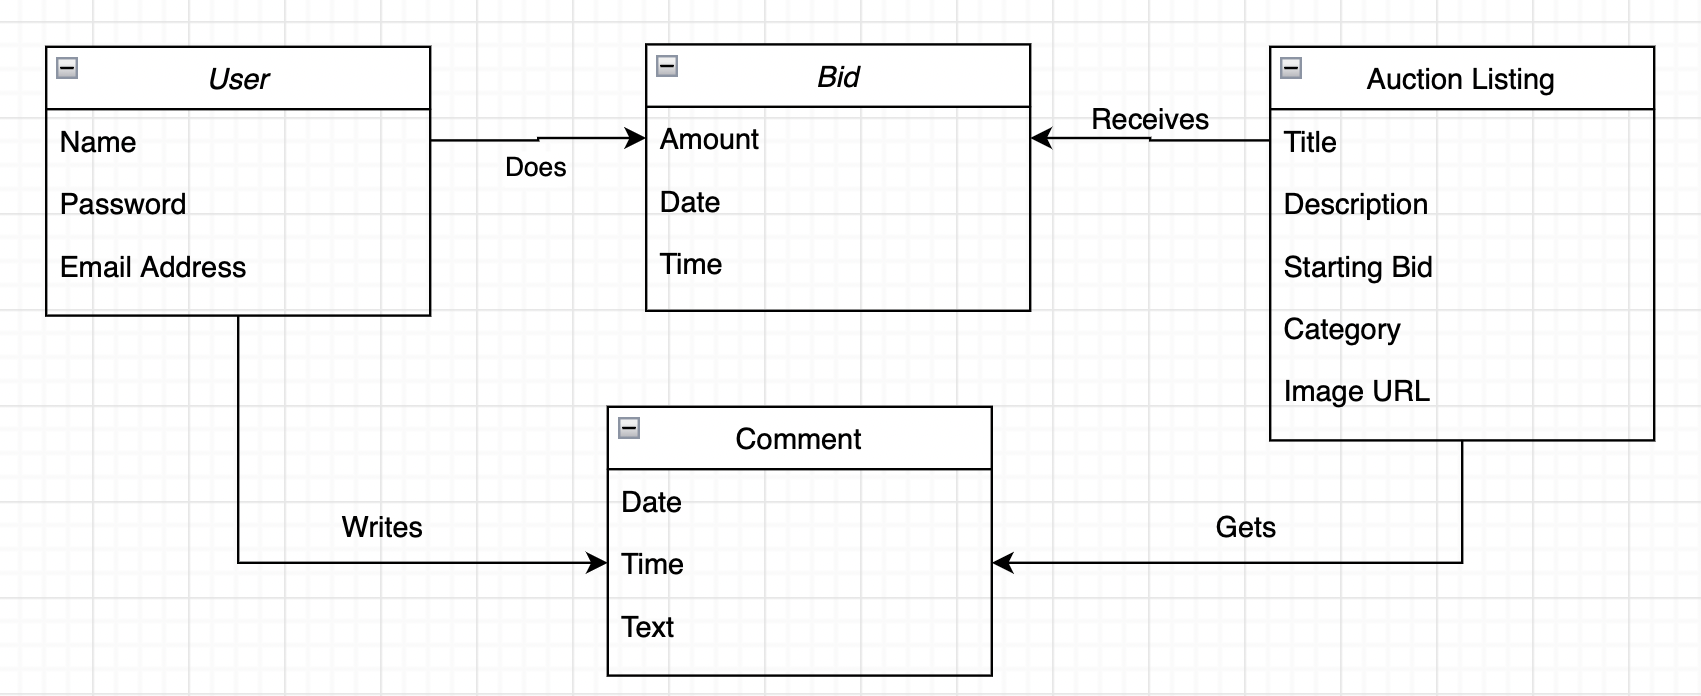 User
Name
Password
Email Address
Does
Bid
Amount
Date
Time
Receives
Auction Listing
Title
Description
Starting Bid
Category
Image URL
Writes
Comment
Date
Time
Text
Gets